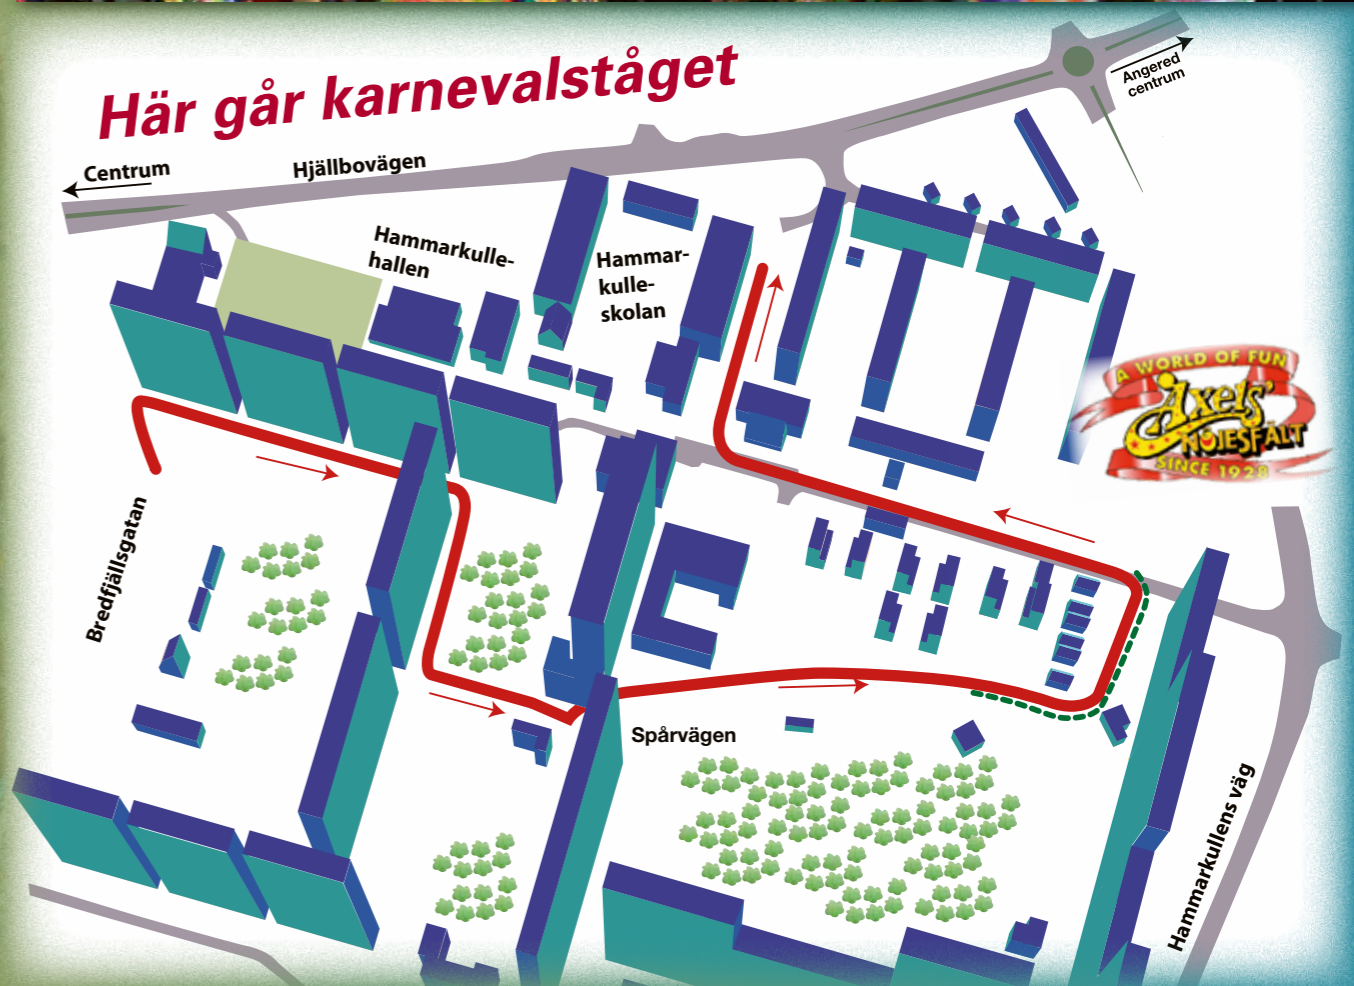 Här går karnevalståget
Angered
centrum
Centrum
Hjällbovägen
Hammarkulle-
hallen
Hammar-
kulle-
skolan
A WORLD OF FUN
Axels'
NÖJESFÄLT
SINCE 1928
Bredfjällsgatan
Spårvägen
Hammarkullens väg